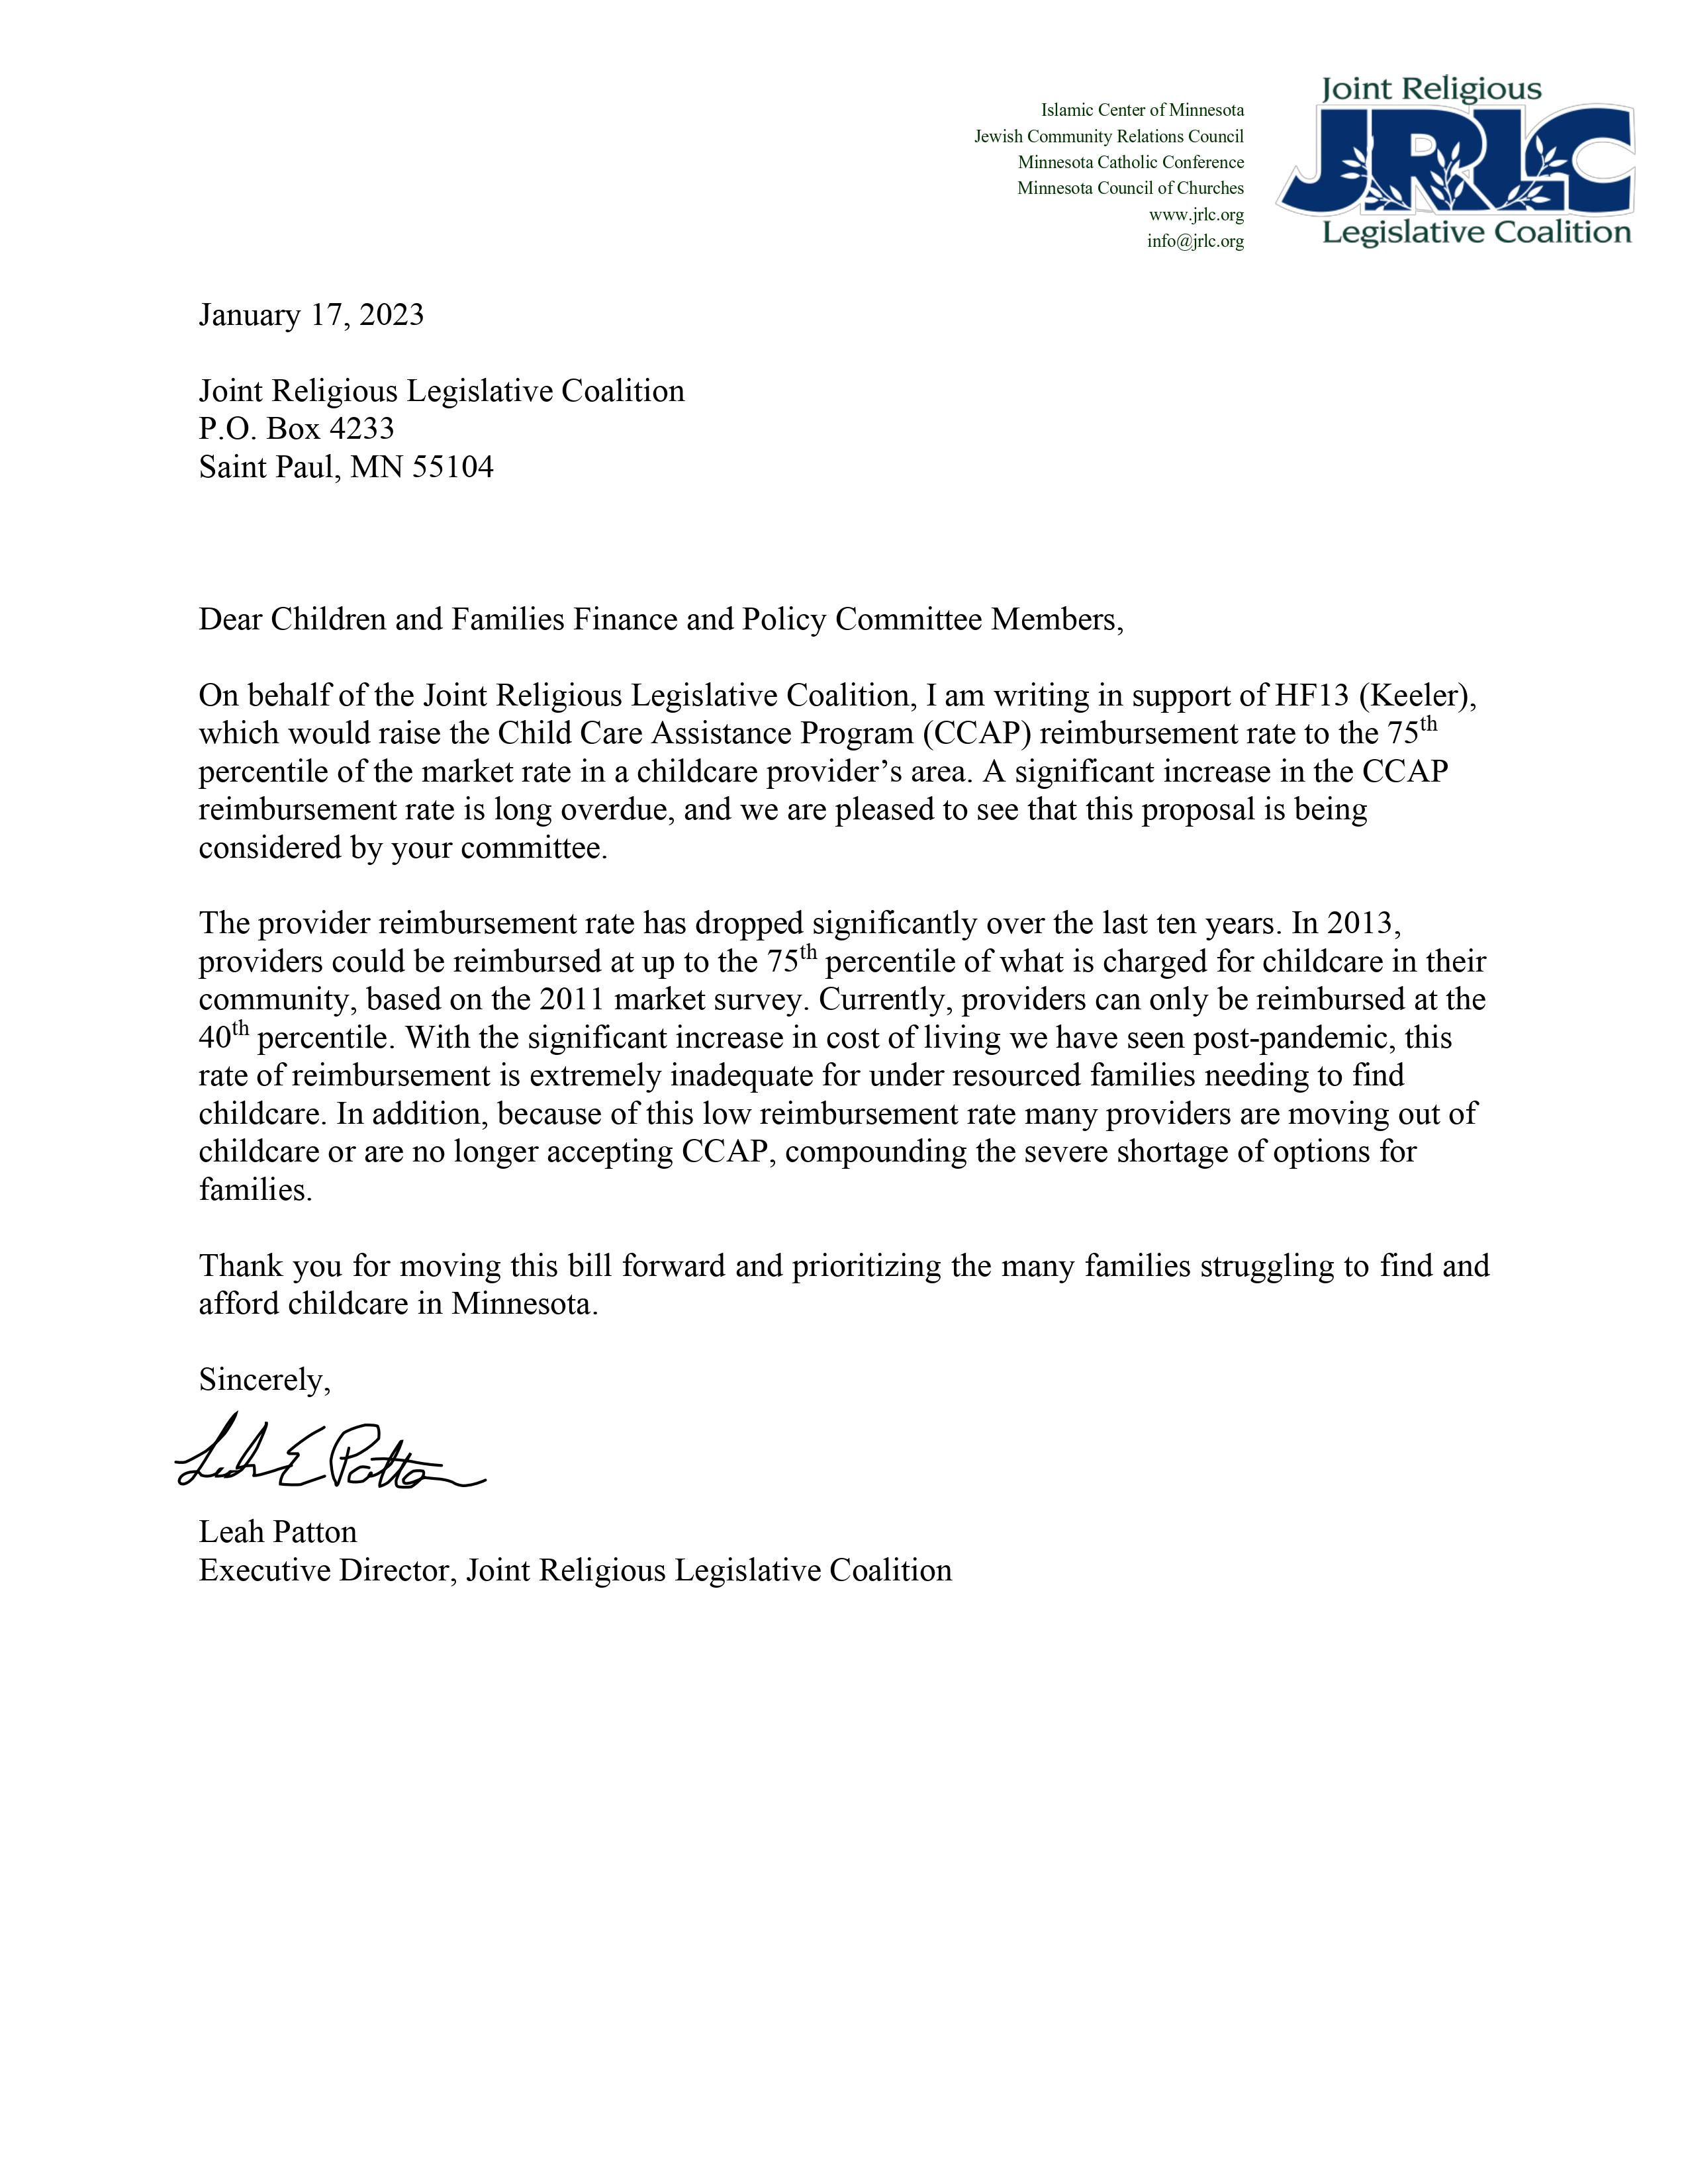 Islamic Center of Minnesota
Jewish Community Relations Council
Minnesota Catholic Conference
Minnesota Council of Churches
www.jrlc.org
info@jrlc.org
Joint Religious
JRLC
Legislative Coalition
January 17, 2023
Joint Religious Legislative Coalition
P.O. Box 4233
Saint Paul, MN 55104
Dear Children and Families Finance and Policy Committee Members,
On behalf of the Joint Religious Legislative Coalition, I am writing in support of HF13 (Keeler),
which would raise the Child Care Assistance Program (CCAP) reimbursement rate to the 75th
percentile of the market rate in a childcare provider’s area. A significant increase in the CCAP
reimbursement rate is long overdue, and we are pleased to see that this proposal is being
considered by your committee.
The provider reimbursement rate has dropped significantly over the last ten years. In 2013,
providers could be reimbursed at up to the 75th percentile of what is charged for childcare in their
community, based on the 2011 market survey. Currently, providers can only be reimbursed at the
40th percentile. With the significant increase in cost of living we have seen post-pandemic, this
rate of reimbursement is extremely inadequate for under resourced families needing to find
childcare. In addition, because of this low reimbursement rate many providers are moving out of
childcare or are no longer accepting CCAP, compounding the severe shortage of options for
families.
Thank you for moving this bill forward and prioritizing the many families struggling to find and
afford childcare in Minnesota.
Sincerely,
Leah E Patton
Leah Patton
Executive Director, Joint Religious Legislative Coalition